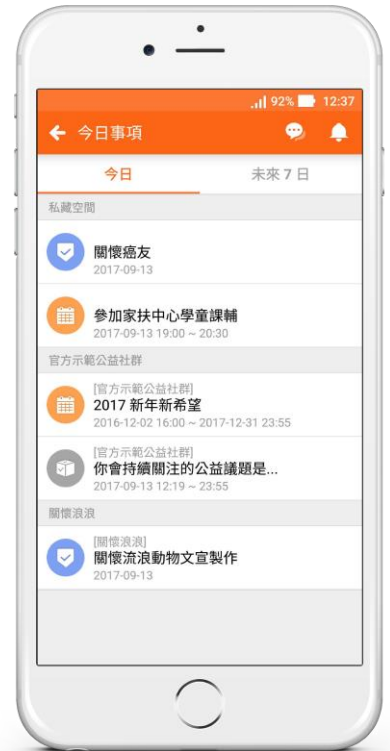 92% 12:37
今日事項
今日 未來 7 日
私藏空間
關懷癌友
2017-09-13
參加家扶中心學童課輔
2017-09-13 19:00 ~ 20:30
官方示範公益社群
[官方示範公益社群]
2017 新年新希望
2016-12-02 16:00 ~ 2017-12-31 23:55
[官方示範公益社群]
你會持續關注的公益議題是...
2017-09-13 12:19 ~ 23:55
關懷浪浪
[關懷浪浪]
關懷流浪動物文宣製作
2017-09-13